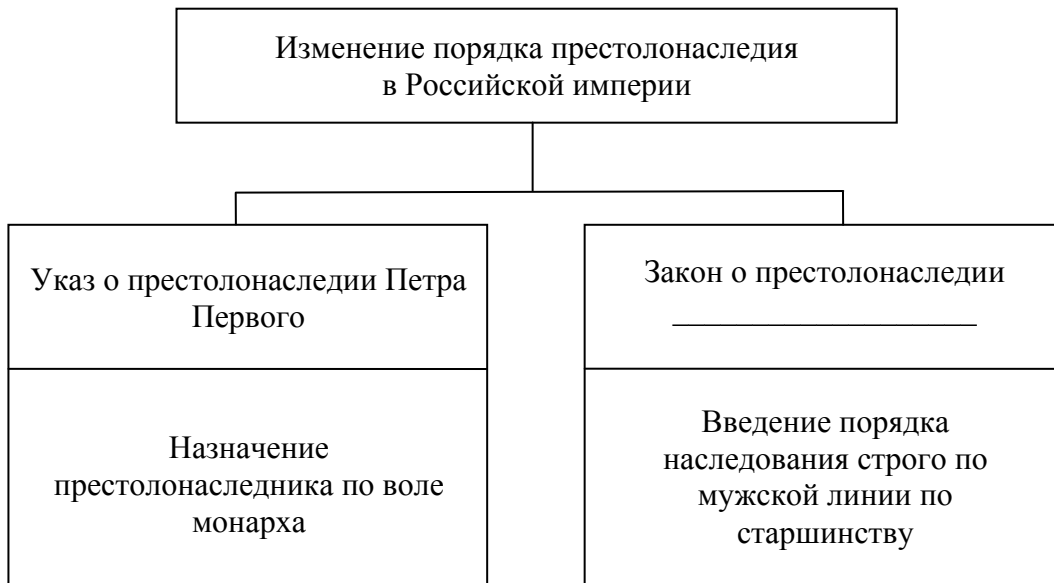 Изменение порядка престолонаследия
в Российской империи
Указ о престолонаследии Петра
Первого
Закон о престолонаследии
___________________
Назначение
престолонаследника по воле
монарха
Введение порядка
наследования строго по
мужской линии по
старшинству